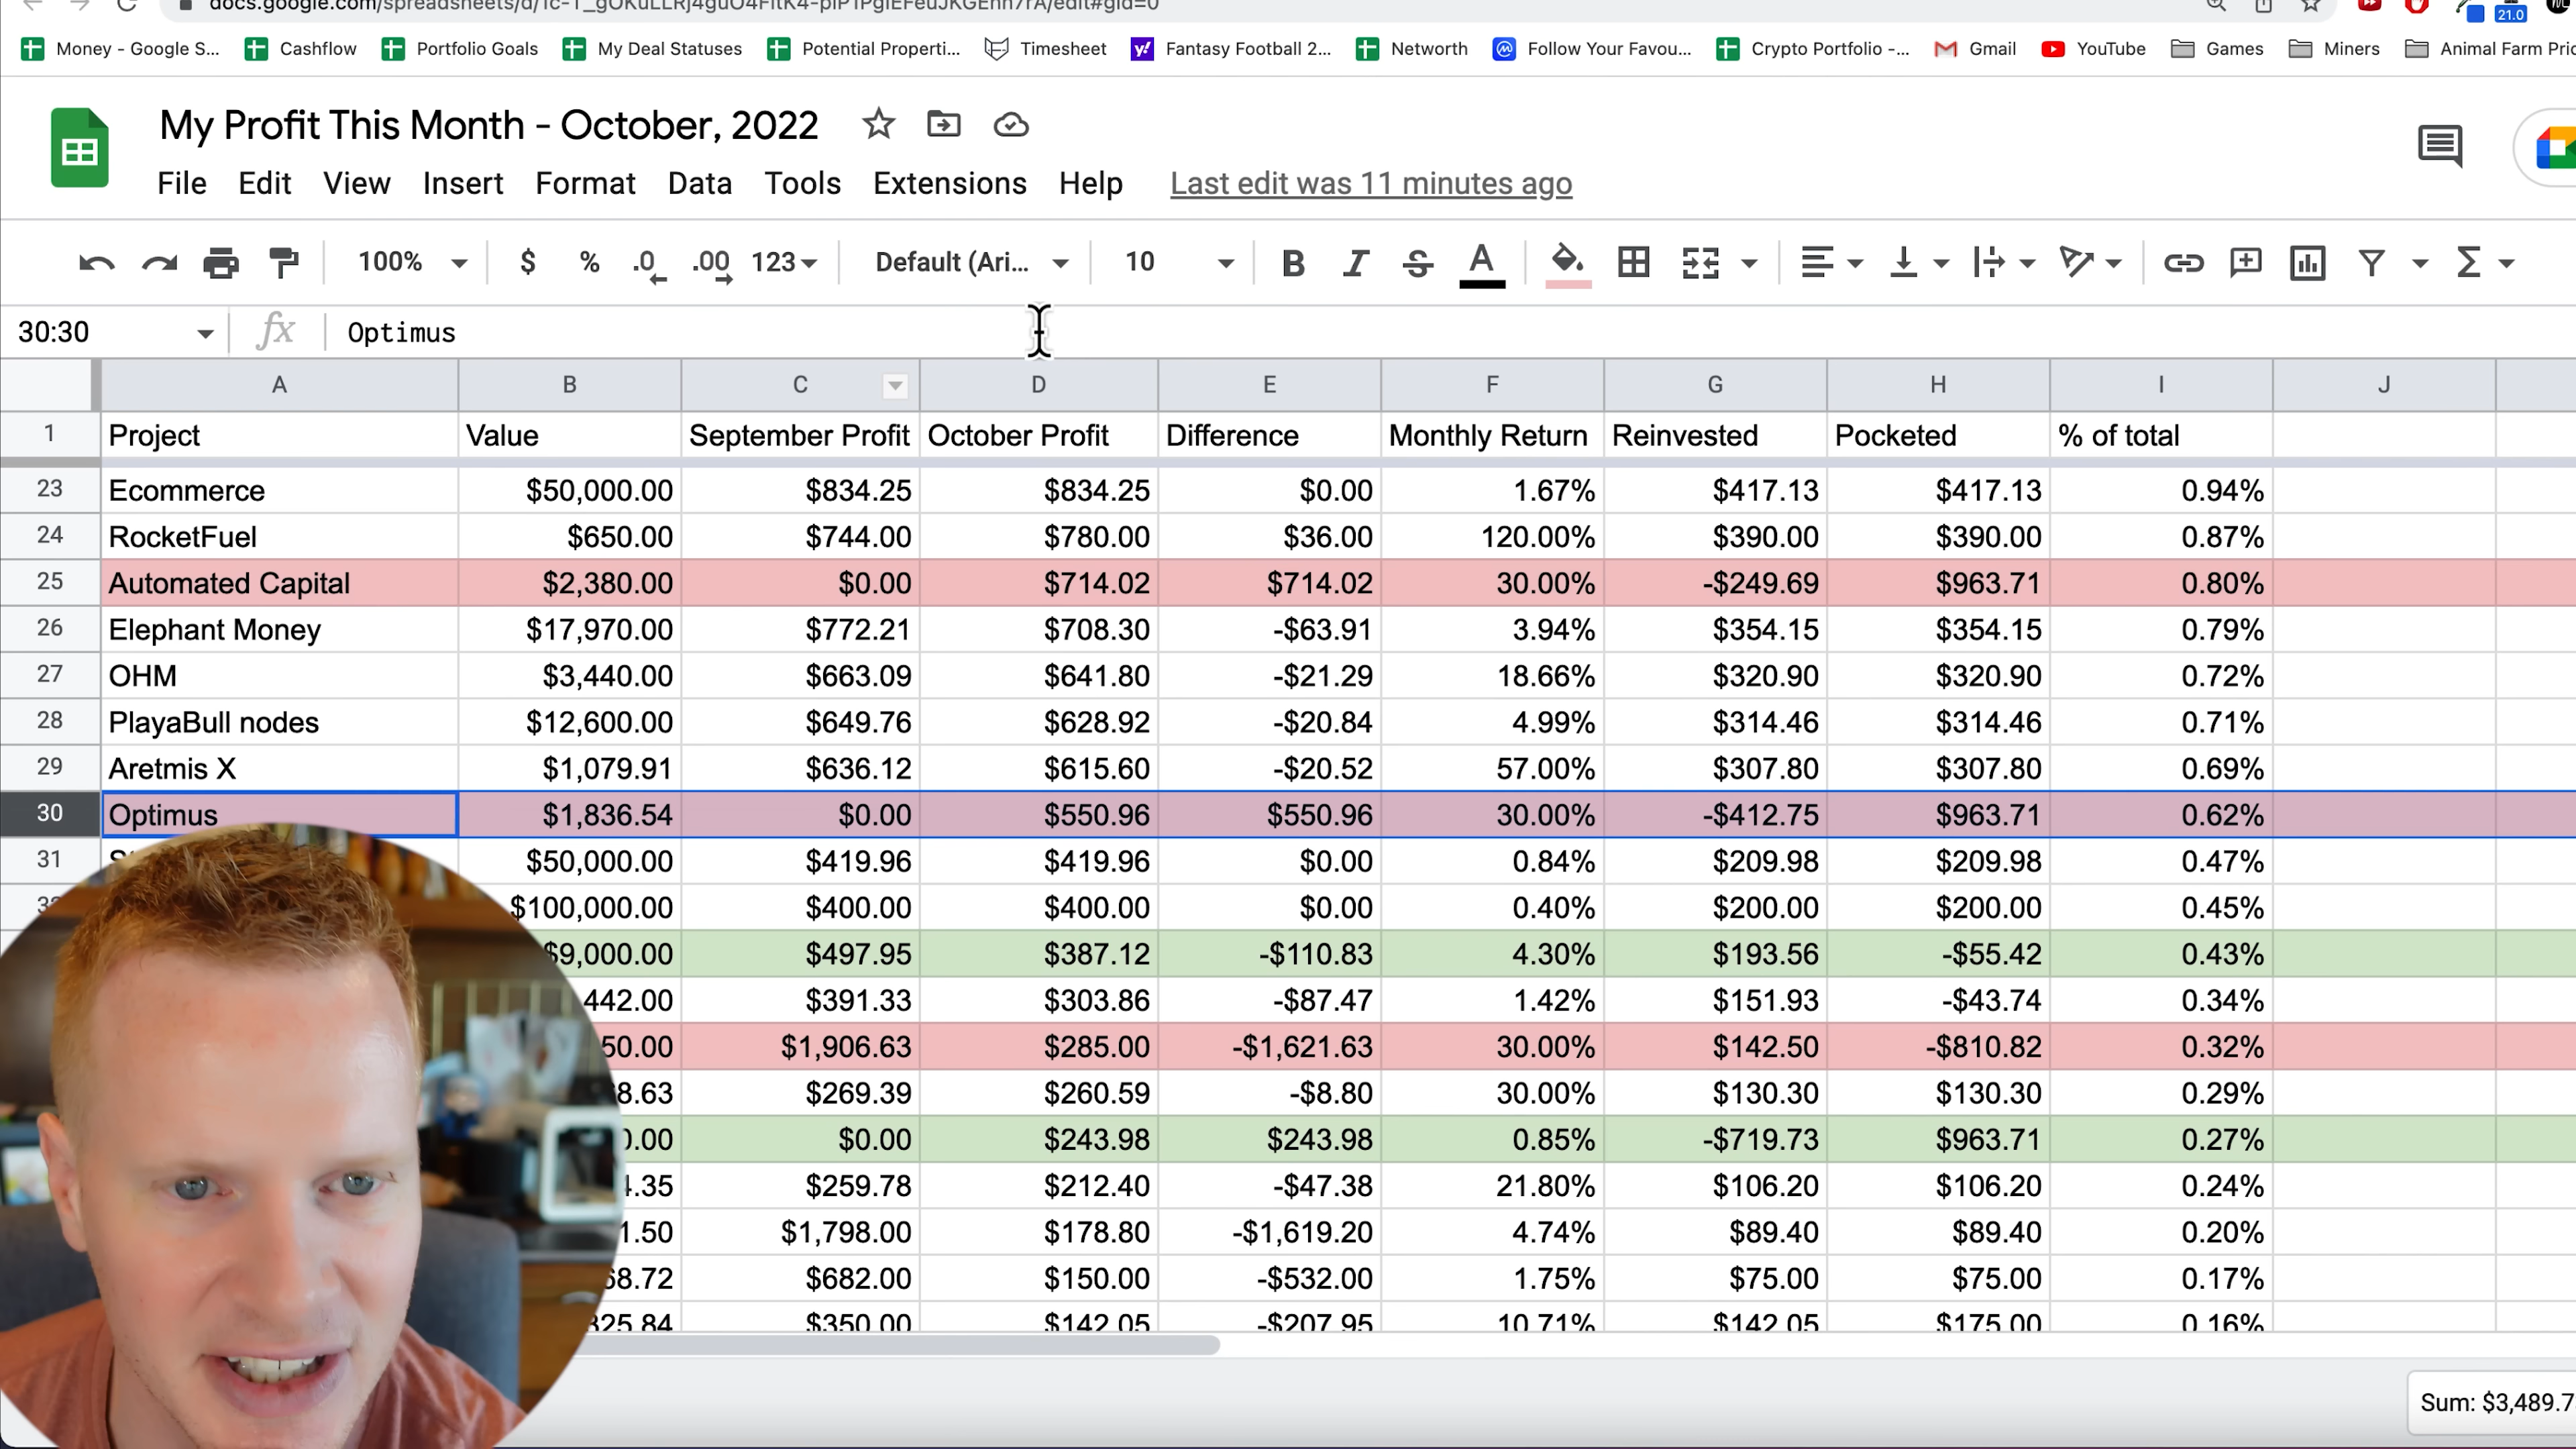 Money - Google S... Cashflow Portfolio Goals My Deal Statuses Potential Properti... Timesheet Fantasy Football 2... Networth Follow Your Favou... Crypto Portfolio -... Gmail YouTube Games Miners Animal Farm Pric
21.0
My Profit This Month - October, 2022
File Edit View Insert Format Data Tools Extensions Help Last edit was 11 minutes ago
100% $ % .0 .00 123 Default (Ari... 10 B I S A
30:30 fx Optimus
A B C D E F G H I J
1 Project Value September Profit October Profit Difference Monthly Return Reinvested Pocketed % of total
23 Ecommerce $50,000.00 $834.25 $834.25 $0.00 1.67% $417.13 $417.13 0.94%
24 RocketFuel $650.00 $744.00 $780.00 $36.00 120.00% $390.00 $390.00 0.87%
25 Automated Capital $2,380.00 $0.00 $714.02 $714.02 30.00% -$249.69 $963.71 0.80%
26 Elephant Money $17,970.00 $772.21 $708.30 -$63.91 3.94% $354.15 $354.15 0.79%
27 OHM $3,440.00 $663.09 $641.80 -$21.29 18.66% $320.90 $320.90 0.72%
28 PlayaBull nodes $12,600.00 $649.76 $628.92 -$20.84 4.99% $314.46 $314.46 0.71%
29 Aretmis X $1,079.91 $636.12 $615.60 -$20.52 57.00% $307.80 $307.80 0.69%
30 Optimus $1,836.54 $0.00 $550.96 $550.96 30.00% -$412.75 $963.71 0.62%
31 $50,000.00 $419.96 $419.96 $0.00 0.84% $209.98 $209.98 0.47%
$100,000.00 $400.00 $400.00 $0.00 0.40% $200.00 $200.00 0.45%
$9,000.00 $497.95 $387.12 -$110.83 4.30% $193.56 -$55.42 0.43%
442.00 $391.33 $303.86 -$87.47 1.42% $151.93 -$43.74 0.34%
50.00 $1,906.63 $285.00 -$1,621.63 30.00% $142.50 -$810.82 0.32%
8.63 $269.39 $260.59 -$8.80 30.00% $130.30 $130.30 0.29%
0.00 $0.00 $243.98 $243.98 0.85% -$719.73 $963.71 0.27%
.35 $259.78 $212.40 -$47.38 21.80% $106.20 $106.20 0.24%
1.50 $1,798.00 $178.80 -$1,619.20 4.74% $89.40 $89.40 0.20%
68.72 $682.00 $150.00 -$532.00 1.75% $75.00 $75.00 0.17%
325.84 $350.00 $142.05 -$207.95 10.71% $142.05 $175.00 0.16%
Sum: $3,489.7